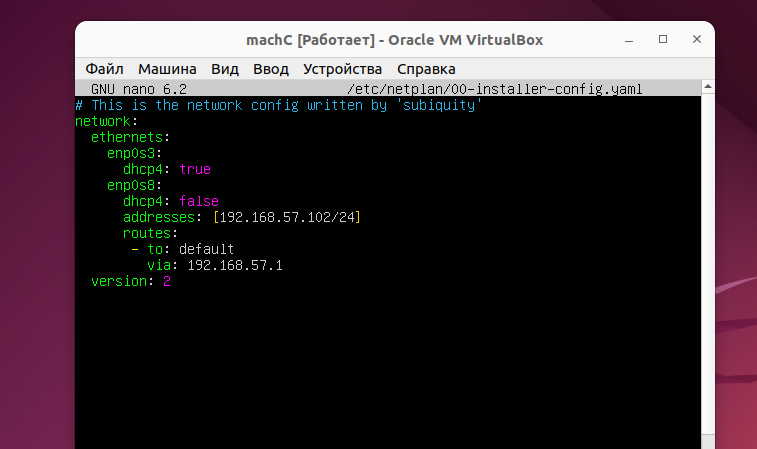 machC [Работает] - Oracle VM VirtualBox
Файл Машина Вид Ввод Устройства Справка
GNU nano 6.2 /etc/netplan/00-installer-config.yaml
# This is the network config written by 'subiquity'
network:
  ethernets:
    enp0s3:
      dhcp4: true
    enp0s8:
      dhcp4: false
      addresses: [192.168.57.102/24]
      routes:
       - to: default
         via: 192.168.57.1
  version: 2